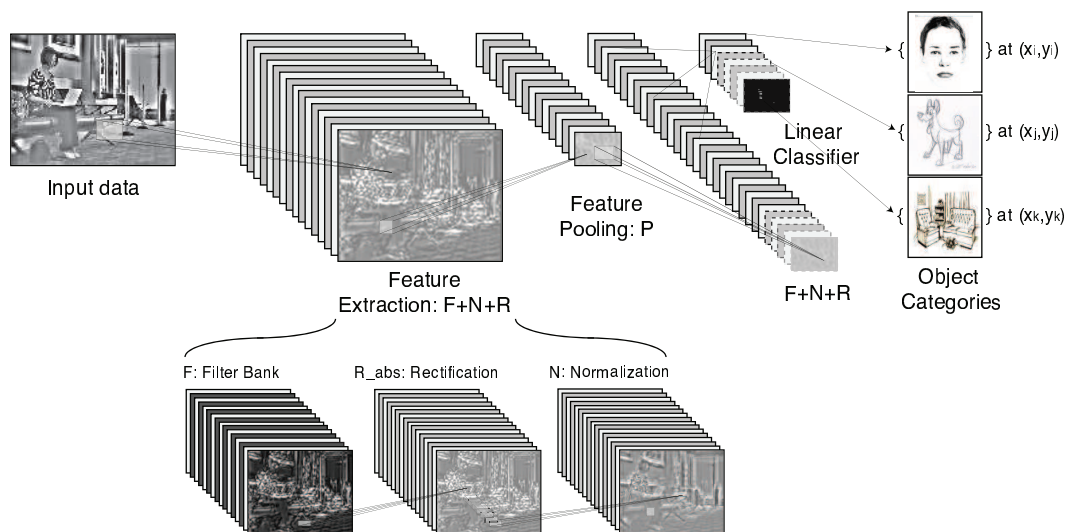 Input data
Feature
Extraction: F+N+R
Feature
Pooling: P
F+N+R
Linear
Classifier
{ } at (xi,yi)
{ } at (xj,yj)
{ } at (xk,yk)
Object
Categories
F: Filter Bank
R_abs: Rectification
N: Normalization